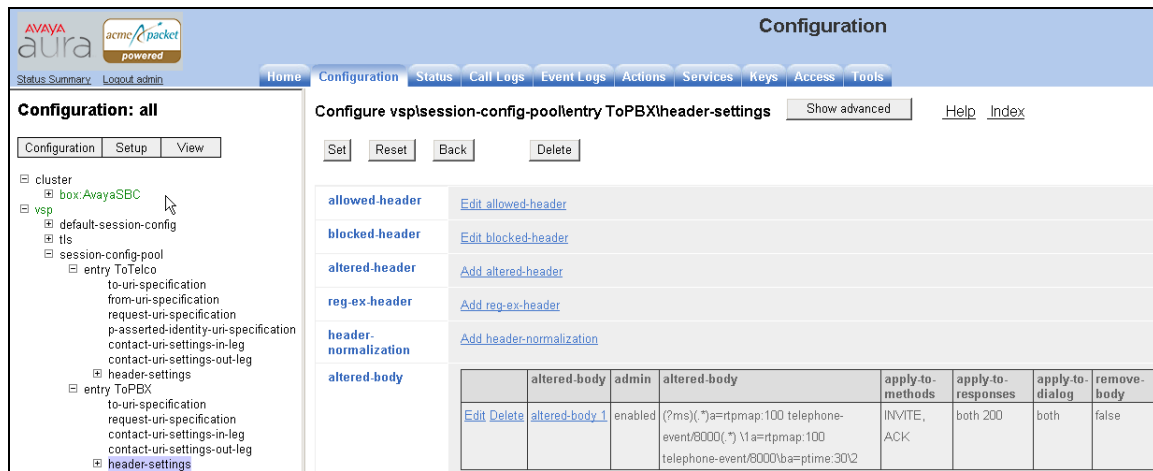 AVAYA
aura
acme packet
powered
Configuration
Status Summary Logout admin
Home Configuration Status Call Logs Event Logs Actions Services Keys Access Tools
Configuration: all
Configuration Setup View
cluster
box:AvayaSBC
vsp
default-session-config
tls
session-config-pool
entry ToTelco
to-uri-specification
from-uri-specification
request-uri-specification
p-asserted-identity-uri-specification
contact-uri-settings-in-leg
contact-uri-settings-out-leg
header-settings
entry ToPBX
to-uri-specification
request-uri-specification
contact-uri-settings-in-leg
contact-uri-settings-out-leg
header-settings
Configure vsp\session-config-pool\entry ToPBX\header-settings Show advanced Help Index
Set Reset Back Delete
allowed-header Edit allowed-header
blocked-header Edit blocked-header
altered-header Add altered-header
reg-ex-header Add reg-ex-header
header-
normalization Add header-normalization
altered-body
altered-body admin altered-body apply-to-
methods apply-to-
responses apply-to-
dialog remove-
body
Edit Delete altered-body 1 enabled (?ms)(.*)a=rtpmap:100 telephone-
event/8000(.*) \1a=rtpmap:100
telephone-event/8000\ba=ptime:30\2
INVITE,
ACK
both 200 both false